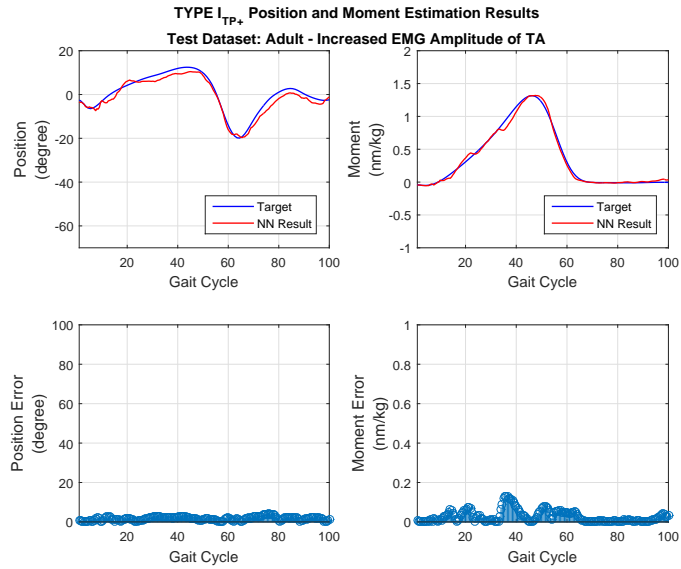 TYPE I_TP+ Position and Moment Estimation Results
Test Dataset: Adult - Increased EMG Amplitude of TA
20
0
-20
-40
-60
Position
(degree)
Target
NN Result
20 40 60 80 100
Gait Cycle
2
1.5
1
0.5
0
-0.5
-1
Moment
(nm/kg)
Target
NN Result
20 40 60 80 100
Gait Cycle
100
80
60
40
20
0
Position Error
(degree)
20 40 60 80 100
Gait Cycle
1
0.8
0.6
0.4
0.2
0
Moment Error
(nm/kg)
20 40 60 80 100
Gait Cycle